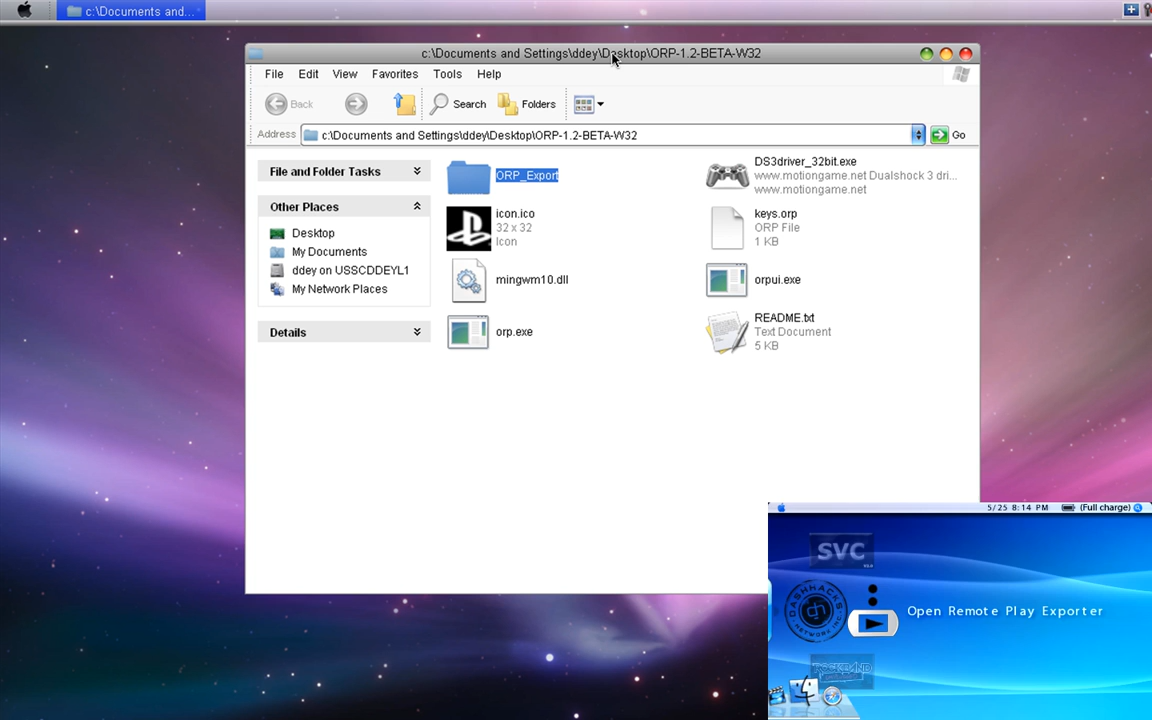 c:\Documents and...
c:\Documents and Settings\ddey\Desktop\ORP-1.2-BETA-W32
File Edit View Favorites Tools Help
Back Search Folders
Address c:\Documents and Settings\ddey\Desktop\ORP-1.2-BETA-W32 Go
File and Folder Tasks
Other Places
Desktop
My Documents
ddey on USSCDDEYL1
My Network Places
Details
ORP_Export
DS3driver_32bit.exe
www.motiongame.net Dualshock 3 dri...
www.motiongame.net
icon.ico
32 x 32
Icon
keys.orp
ORP File
1 KB
mingwm10.dll
orpui.exe
orp.exe
README.txt
Text Document
5 KB
5/25 8:14 PM (Full charge)
SVC
DASHHACKS NETWORK INC.
Open Remote Play Exporter
ROCKBAND